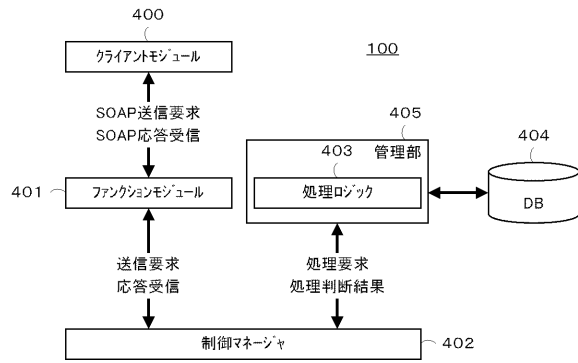 400
100
クライアントモジュール
SOAP送信要求
SOAP応答受信
405
管理部
403
404
401
ファンクションモジュール
処理ロジック
DB
送信要求
応答受信
処理要求
処理判断結果
制御マネージャ
402